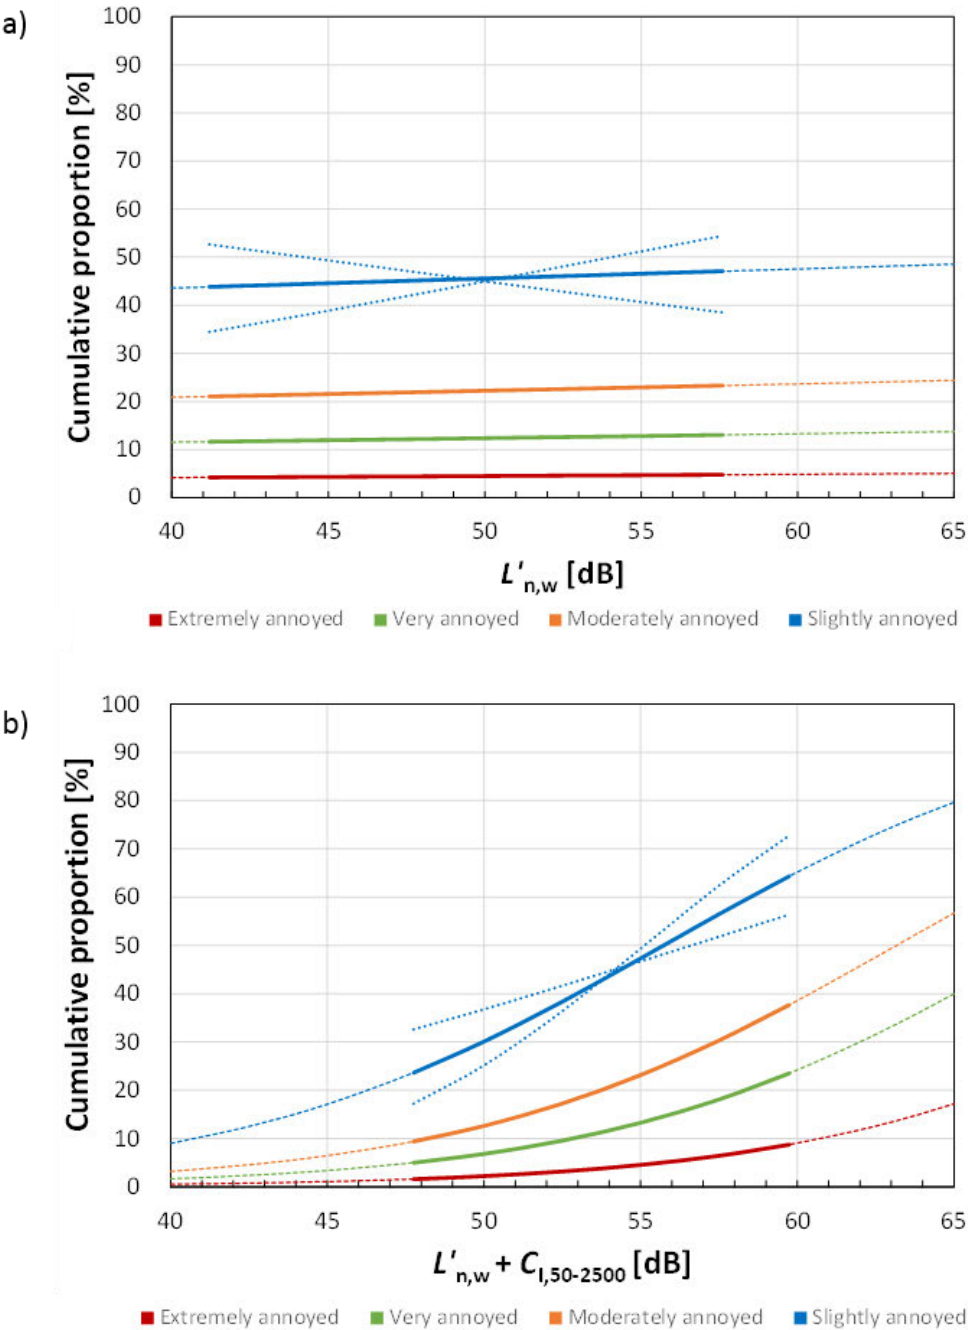 a)
Cumulative proportion [%]
100
90
80
70
60
50
40
30
20
10
0
40 45 50 55 60 65
L'n,w [dB]
Extremely annoyed Very annoyed Moderately annoyed Slightly annoyed
b)
Cumulative proportion [%]
100
90
80
70
60
50
40
30
20
10
0
40 45 50 55 60 65
L'n,w + CI,50-2500 [dB]
Extremely annoyed Very annoyed Moderately annoyed Slightly annoyed